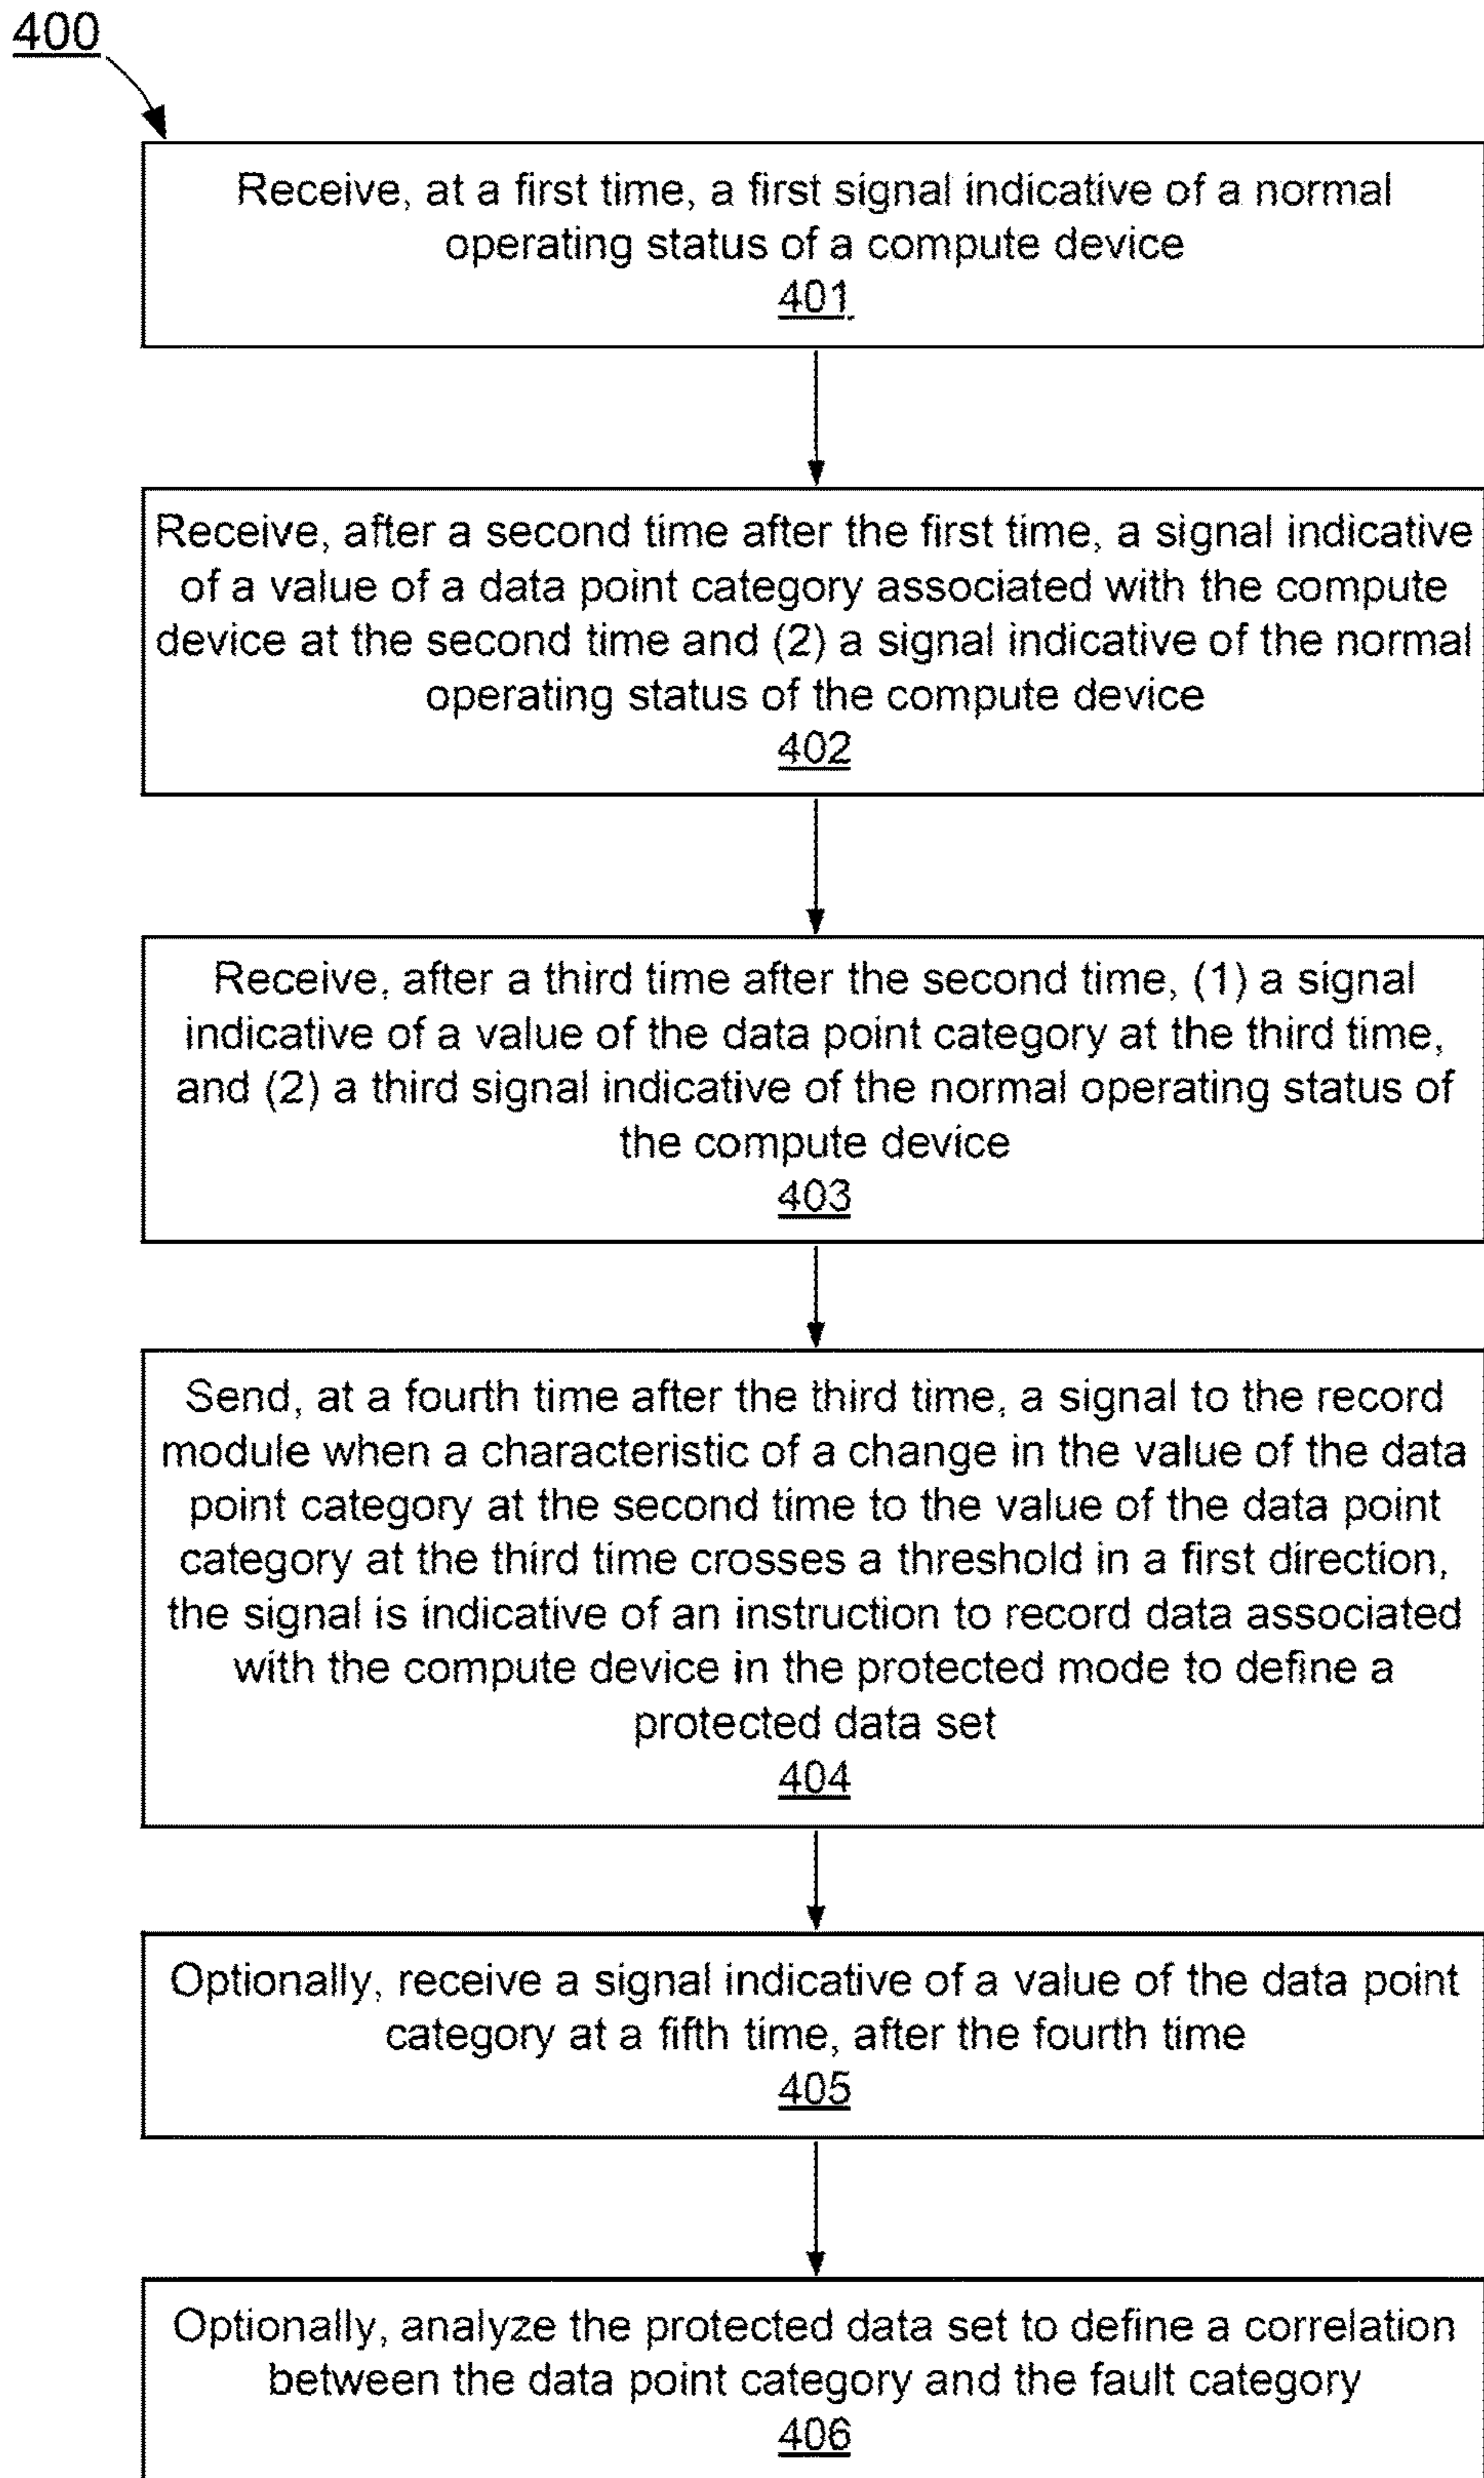 400
Receive, at a first time, a first signal indicative of a normal
operating status of a compute device
401
Receive, after a second time after the first time, a signal indicative
of a value of a data point category associated with the compute
device at the second time and (2) a signal indicative of the normal
operating status of the compute device
402
Receive, after a third time after the second time, (1) a signal
indicative of a value of the data point category at the third time,
and (2) a third signal indicative of the normal operating status of
the compute device
403
Send, at a fourth time after the third time, a signal to the record
module when a characteristic of a change in the value of the data
point category at the second time to the value of the data point
category at the third time crosses a threshold in a first direction,
the signal is indicative of an instruction to record data associated
with the compute device in the protected mode to define a
protected data set
404
Optionally, receive a signal indicative of a value of the data point
category at a fifth time, after the fourth time
405
Optionally, analyze the protected data set to define a correlation
between the data point category and the fault category
406